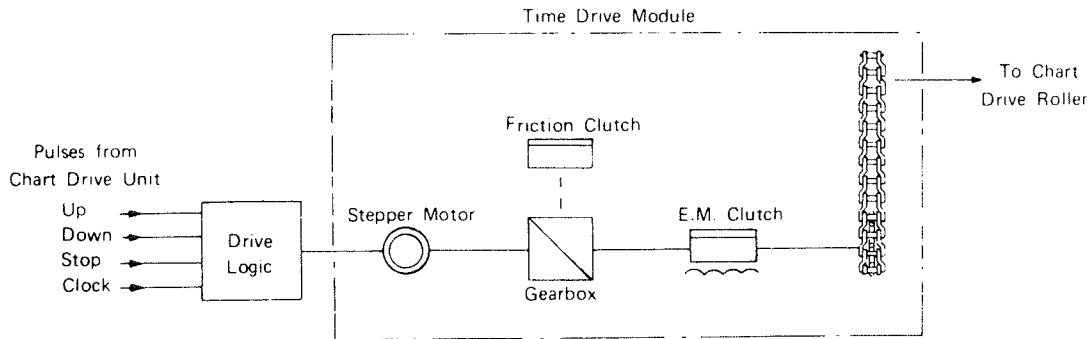 Time Drive Module
To Chart
Drive Roller
Friction Clutch
Pulses from
Chart Drive Unit
Up
Down
Stop
Clock
Drive
Logic
Stepper Motor
E.M. Clutch
Gearbox